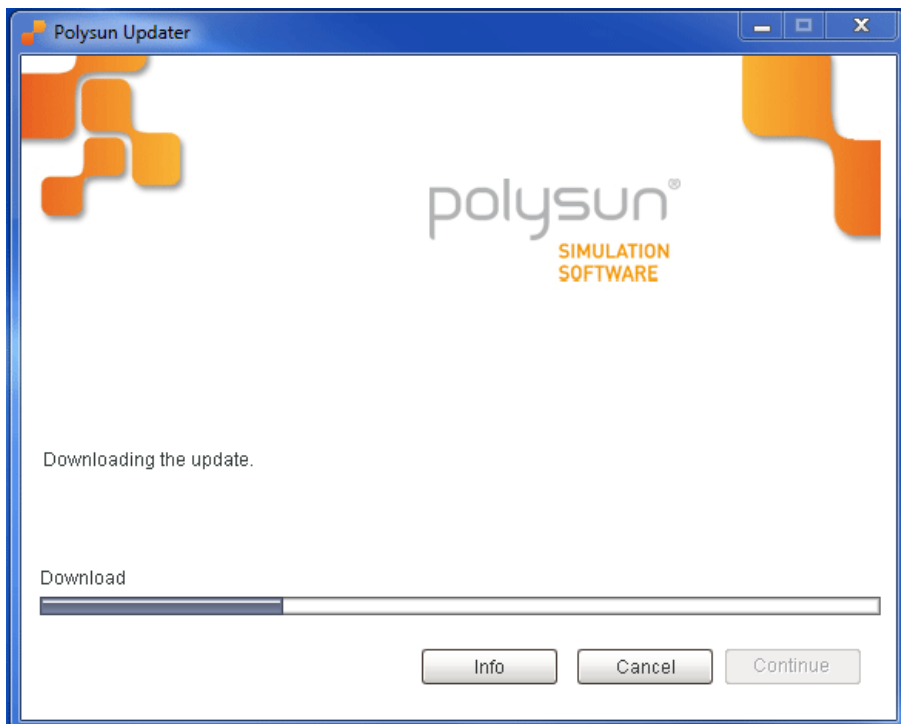 Polysun Updater
polysun®
SIMULATION
SOFTWARE
Downloading the update.
Download
Info
Cancel
Continue